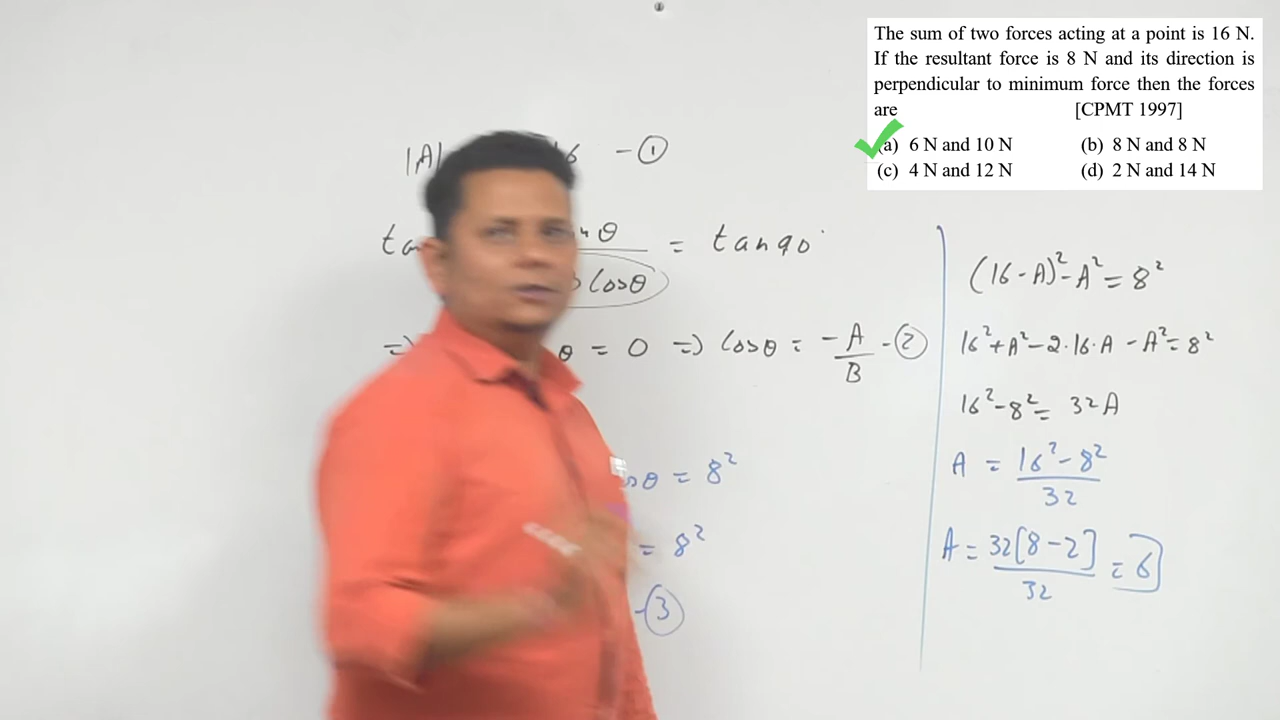 The sum of two forces acting at a point is 16 N.
If the resultant force is 8 N and its direction is
perpendicular to minimum force then the forces
are [CPMT 1997]
(a) 6 N and 10 N (b) 8 N and 8 N
(c) 4 N and 12 N (d) 2 N and 14 N
|A| 16 - ①
θ = tan90°
cosθ
=> θ = 0 => cosθ = -A/B - ②
θ = 8²
= 8²
- ③
(16-A)² - A² = 8²
16² + A² - 2·16·A - A² = 8²
16² - 8² = 32A
A = 16² - 8² / 32
A = 32[8-2] / 32 = 6